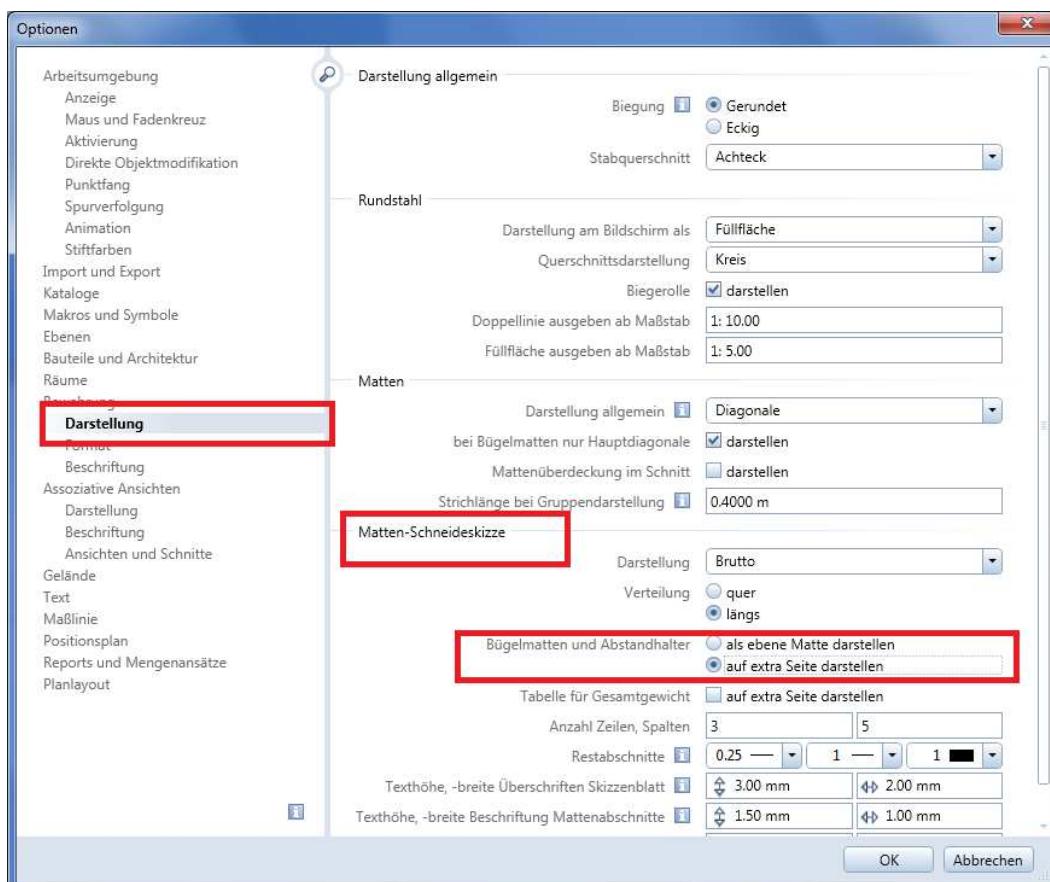 Optionen
Arbeitsumgebung
Anzeige
Maus und Fadenkreuz
Aktivierung
Direkte Objektmodifikation
Punktfang
Spurverfolgung
Animation
Stiftfarben
Import und Export
Kataloge
Makros und Symbole
Ebenen
Bauteile und Architektur
Räume
Bewehrung
Darstellung
Format
Beschriftung
Assoziative Ansichten
Darstellung
Beschriftung
Ansichten und Schnitte
Gelände
Text
Maßlinie
Positionsplan
Reports und Mengenansätze
Planlayout
Darstellung allgemein
Biegung Gerundet
Eckig
Stabquerschnitt Achteck
Rundstahl
Darstellung am Bildschirm als Füllfläche
Querschnittsdarstellung Kreis
Biegerolle darstellen
Doppellinie ausgeben ab Maßstab 1: 10.00
Füllfläche ausgeben ab Maßstab 1: 5.00
Matten
Darstellung allgemein Diagonale
bei Bügelmatten nur Hauptdiagonale darstellen
Mattenüberdeckung im Schnitt darstellen
Strichlänge bei Gruppendarstellung 0.4000 m
Matten-Schneideskizze
Darstellung Brutto
Verteilung quer
längs
Bügelmatten und Abstandhalter als ebene Matte darstellen
auf extra Seite darstellen
Tabelle für Gesamtgewicht auf extra Seite darstellen
Anzahl Zeilen, Spalten 3 5
Restabschnitte 0.25 1 1
Texthöhe, -breite Überschriften Skizzenblatt 3.00 mm 2.00 mm
Texthöhe, -breite Beschriftung Mattenabschnitte 1.50 mm 1.00 mm
OK Abbrechen